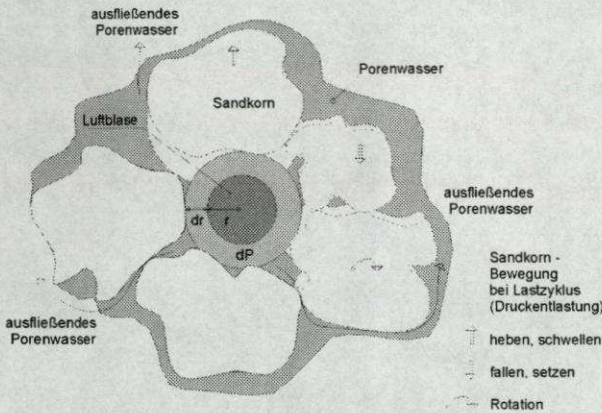 ausfließendes
Porenwasser
Porenwasser
Sandkorn
Luftblase
ausfließendes
Porenwasser
dr
r
dP
Sandkorn -
Bewegung
bei Lastzyklus
(Druckentlastung)
ausfließendes
Porenwasser
heben, schwellen
fallen, setzen
Rotation